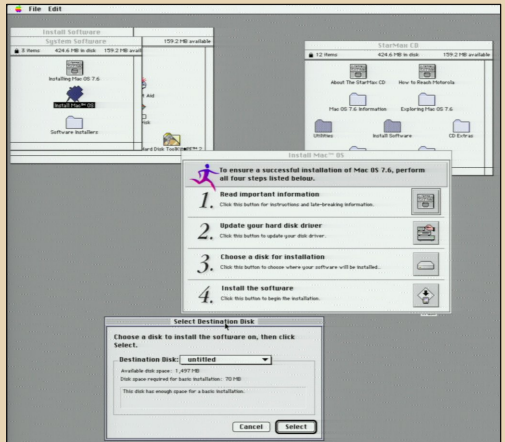 File Edit
Install Software
System Software
159.2 MB available
3 items 424.6 MB in disk 159.2 MB avail
Installing Mac OS 7.6
t Aid
Install Mac™ OS
isk
Software Installers
Hard Disk ToolKit™
StarMax CD
12 items 424.6 MB in disk 159.2 MB available
About The StarMax CD How to Reach Motorola
Mac OS 7.6 Information Exploring Mac OS 7.6
Utilities Install Software CD Extras
Install Mac™ OS
To ensure a successful installation of Mac OS 7.6, perform
all four steps listed below.
1. Read important information
Click this button for instructions and late-breaking information.
2. Update your hard disk driver
Click this button to update your disk driver.
3. Choose a disk for installation
Click this button to choose where your software will be installed.
4. Install the software
Click this button to begin the installation.
Select Destination Disk
Choose a disk to install the software on, then click
Select.
Destination Disk: untitled
Available disk space: 1,497 MB
Disk space required for basic installation: 70 MB
This disk has enough space for a basic installation.
Cancel Select